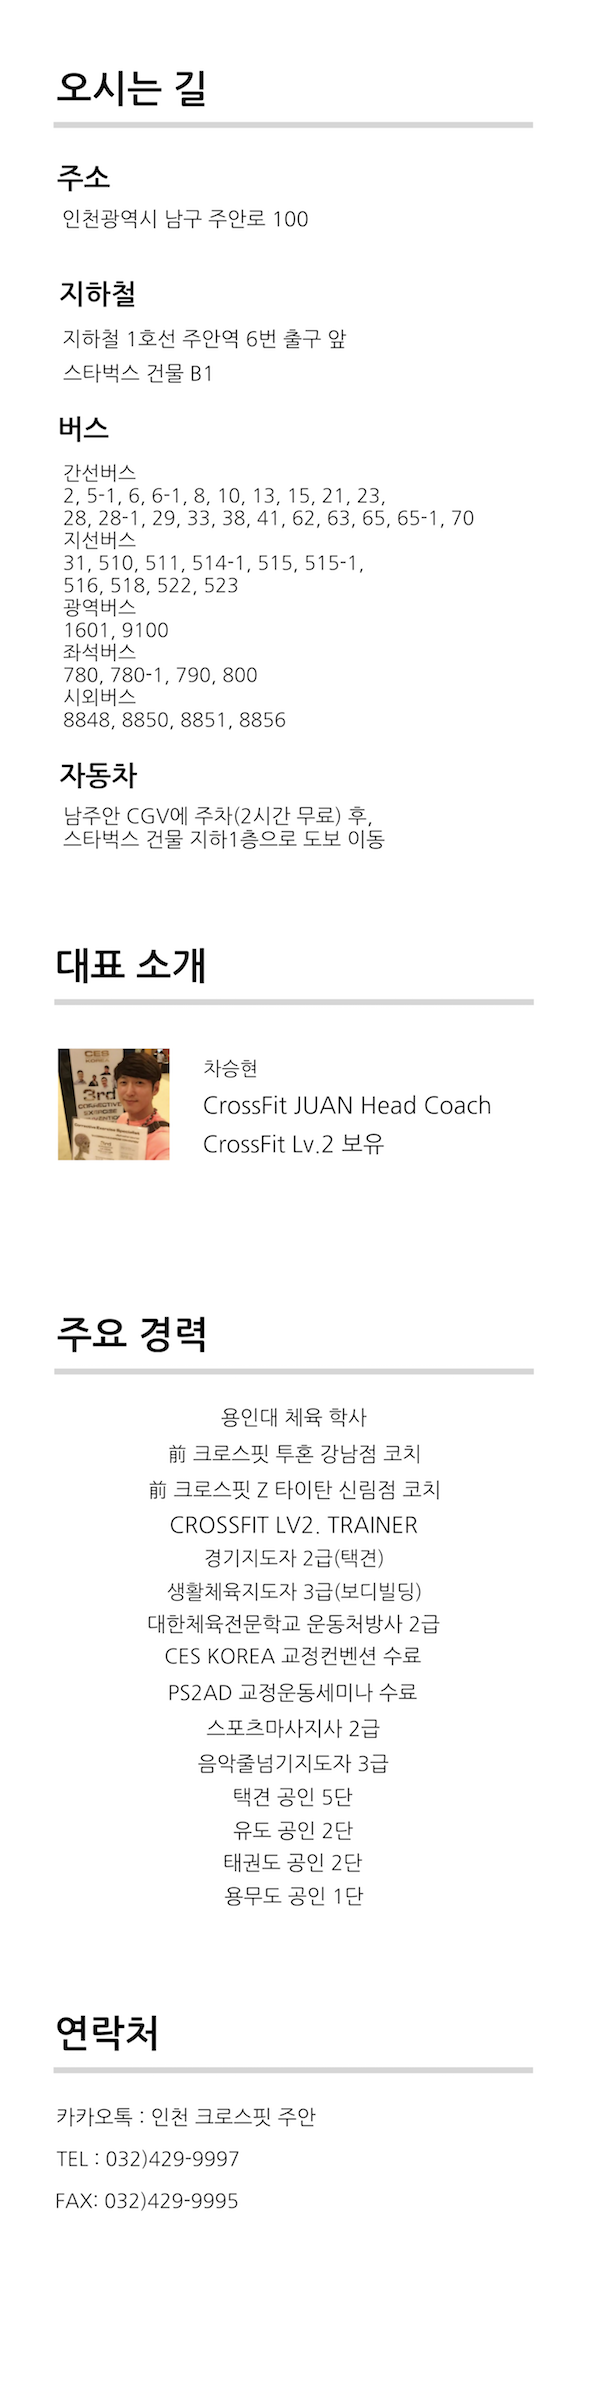 오시는 길
주소
인천광역시 남구 주안로 100
지하철
지하철 1호선 주안역 6번 출구 앞
스타벅스 건물 B1
버스
간선버스
2, 5-1, 6, 6-1, 8, 10, 13, 15, 21, 23,
28, 28-1, 29, 33, 38, 41, 62, 63, 65, 65-1, 70
지선버스
31, 510, 511, 514-1, 515, 515-1,
516, 518, 522, 523
광역버스
1601, 9100
좌석버스
780, 780-1, 790, 800
시외버스
8848, 8850, 8851, 8856
자동차
남주안 CGV에 주차(2시간 무료) 후,
스타벅스 건물 지하1층으로 도보 이동
대표 소개
CES
KOREA
3rd
차승현
CrossFit JUAN Head Coach
CrossFit Lv.2 보유
주요 경력
용인대 체육 학사
前 크로스핏 투혼 강남점 코치
前 크로스핏 Z 타이탄 신림점 코치
CROSSFIT LV2. TRAINER
경기지도자 2급(택견)
생활체육지도자 3급(보디빌딩)
대한체육전문학교 운동처방사 2급
CES KOREA 교정컨벤션 수료
PS2AD 교정운동세미나 수료
스포츠마사지사 2급
음악줄넘기지도자 3급
택견 공인 5단
유도 공인 2단
태권도 공인 2단
용무도 공인 1단
연락처
카카오톡 : 인천 크로스핏 주안
TEL : 032)429-9997
FAX: 032)429-9995